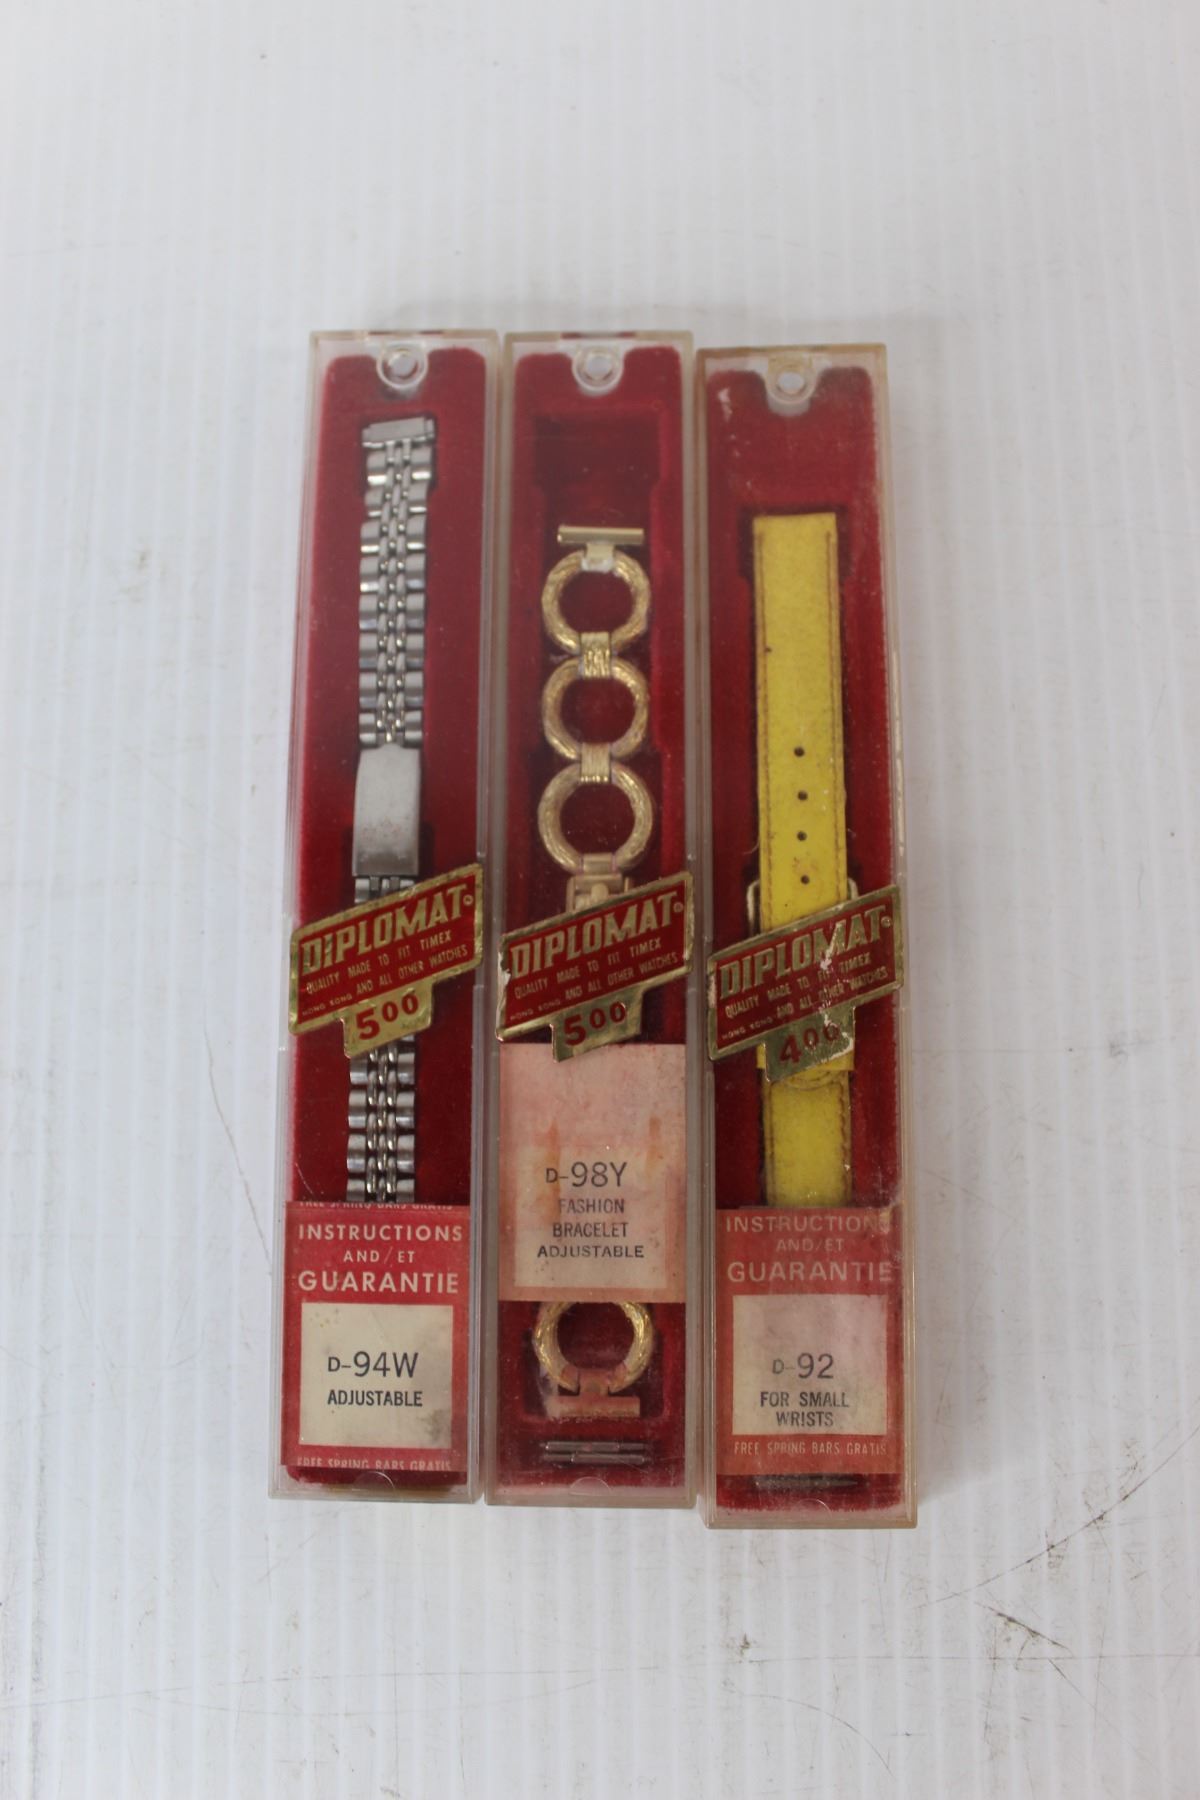 DIPLOMAT
QUALITY MADE TO FIT TIMEX
HONG KONG AND ALL OTHER WATCHES
500
FREE SPRING BARS GRATIS
INSTRUCTIONS
AND/ET
GUARANTIE
D-94W
ADJUSTABLE
FREE SPRING BARS GRATIS
DIPLOMAT
QUALITY MADE TO FIT TIMEX
HONG KONG AND ALL OTHER WATCHES
500
D-98Y
FASHION
BRACELET
ADJUSTABLE
DIPLOMAT
QUALITY MADE TO FIT TIMEX
HONG KONG AND ALL OTHER WATCHES
400
INSTRUCTIONS
AND/ET
GUARANTIE
D-92
FOR SMALL
WRISTS
FREE SPRING BARS GRATIS